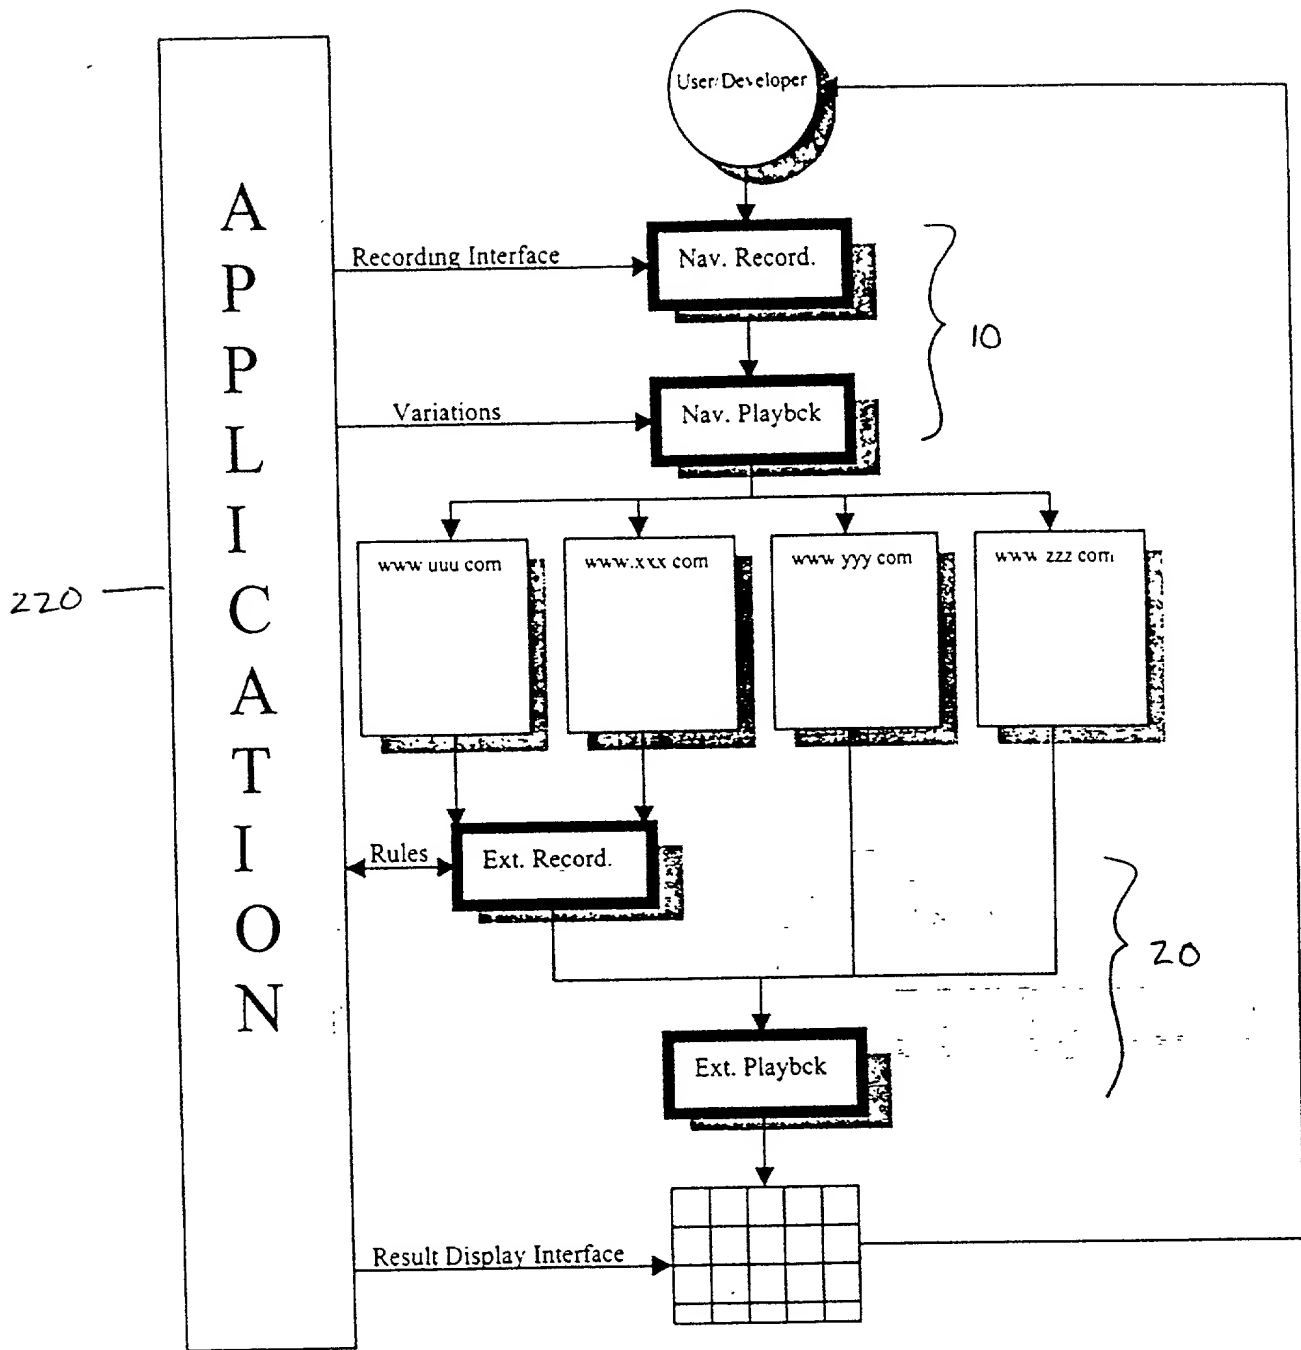 User/Developer
APPLICATION
Recording Interface
Nav. Record.
10
Variations
Nav. Playbck
www uuu com
www.xxx com
www yyy com
www zzz com
220
Rules
Ext. Record.
20
Ext. Playbck
Result Display Interface